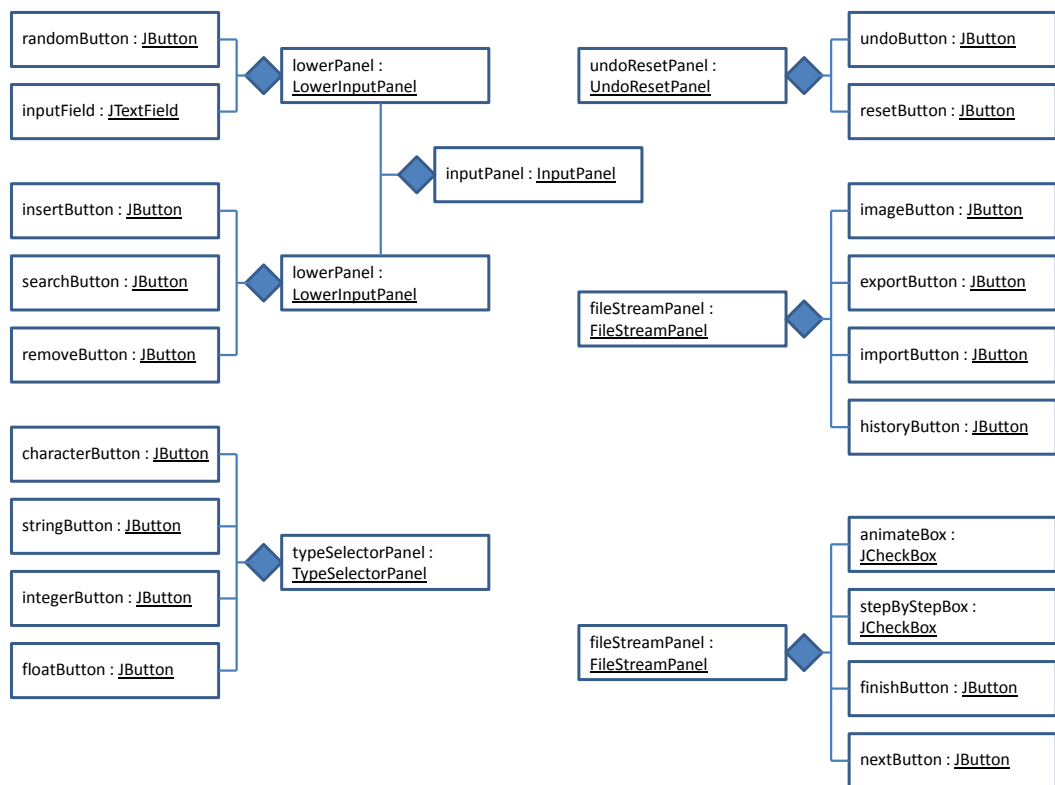 randomButton : JButton
inputField : JTextField
lowerPanel :
LowerInputPanel
inputPanel : InputPanel
insertButton : JButton
searchButton : JButton
removeButton : JButton
lowerPanel :
LowerInputPanel
characterButton : JButton
stringButton : JButton
integerButton : JButton
floatButton : JButton
typeSelectorPanel :
TypeSelectorPanel
undoResetPanel :
UndoResetPanel
undoButton : JButton
resetButton : JButton
fileStreamPanel :
FileStreamPanel
imageButton : JButton
exportButton : JButton
importButton : JButton
historyButton : JButton
fileStreamPanel :
FileStreamPanel
animateBox :
JCheckBox
stepByStepBox :
JCheckBox
finishButton : JButton
nextButton : JButton